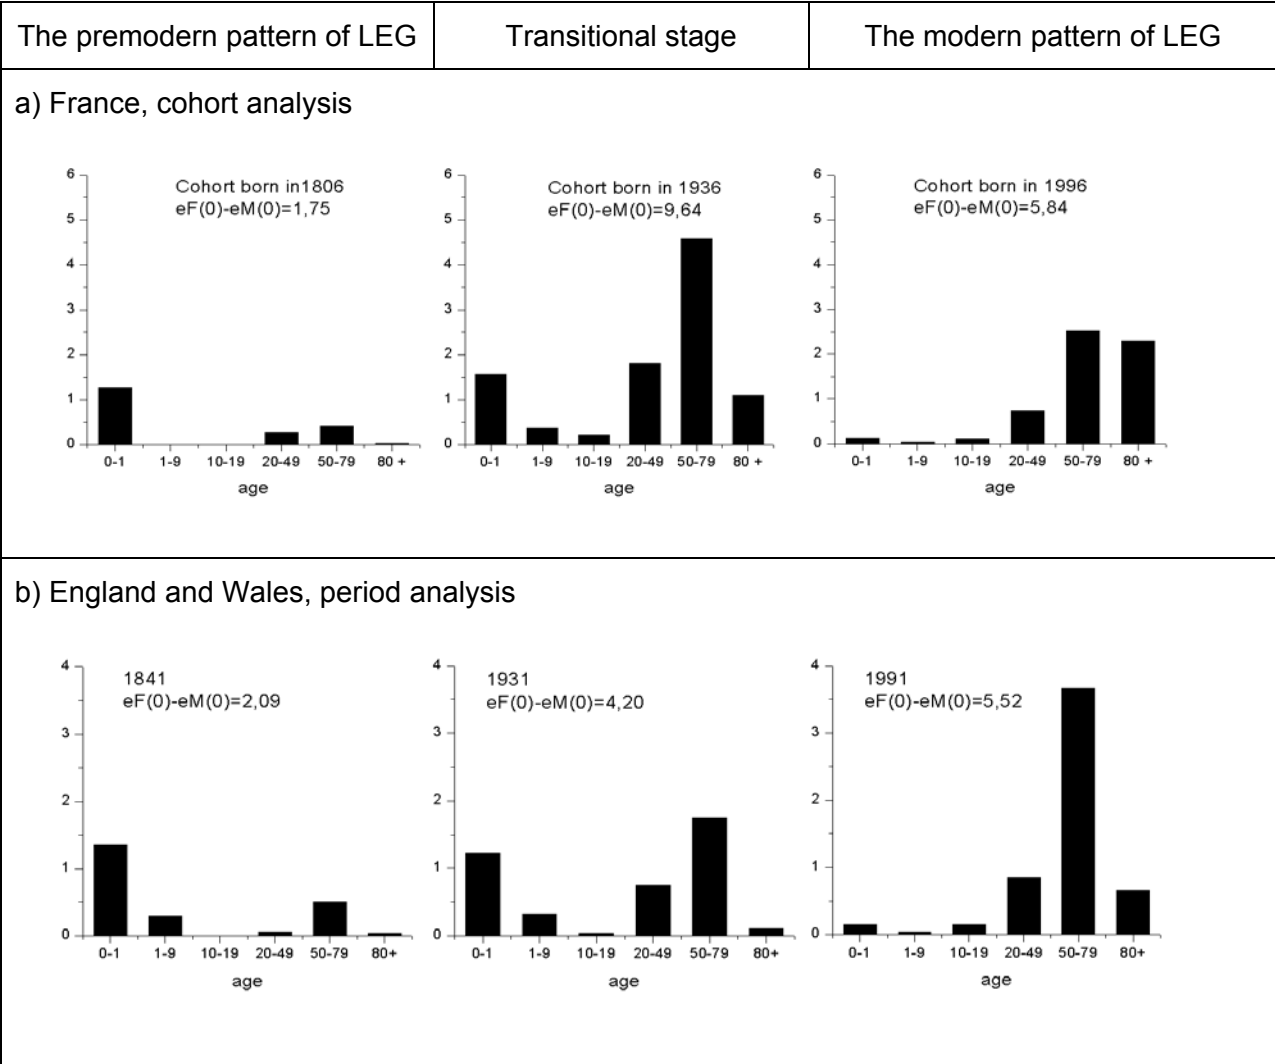 The premodern pattern of LEG
Transitional stage
The modern pattern of LEG
a) France, cohort analysis
Cohort born in1806
eF(0)-eM(0)=1,75
6
5
4
3
2
1
0
0-1 1-9 10-19 20-49 50-79 80 +
age
Cohort born in 1936
eF(0)-eM(0)=9,64
6
5
4
3
2
1
0
0-1 1-9 10-19 20-49 50-79 80 +
age
Cohort born in 1996
eF(0)-eM(0)=5,84
6
5
4
3
2
1
0
0-1 1-9 10-19 20-49 50-79 80 +
age
b) England and Wales, period analysis
1841
eF(0)-eM(0)=2,09
4
3
2
1
0
0-1 1-9 10-19 20-49 50-79 80+
age
1931
eF(0)-eM(0)=4,20
4
3
2
1
0
0-1 1-9 10-19 20-49 50-79 80+
age
1991
eF(0)-eM(0)=5,52
4
3
2
1
0
0-1 1-9 10-19 20-49 50-79 80+
age